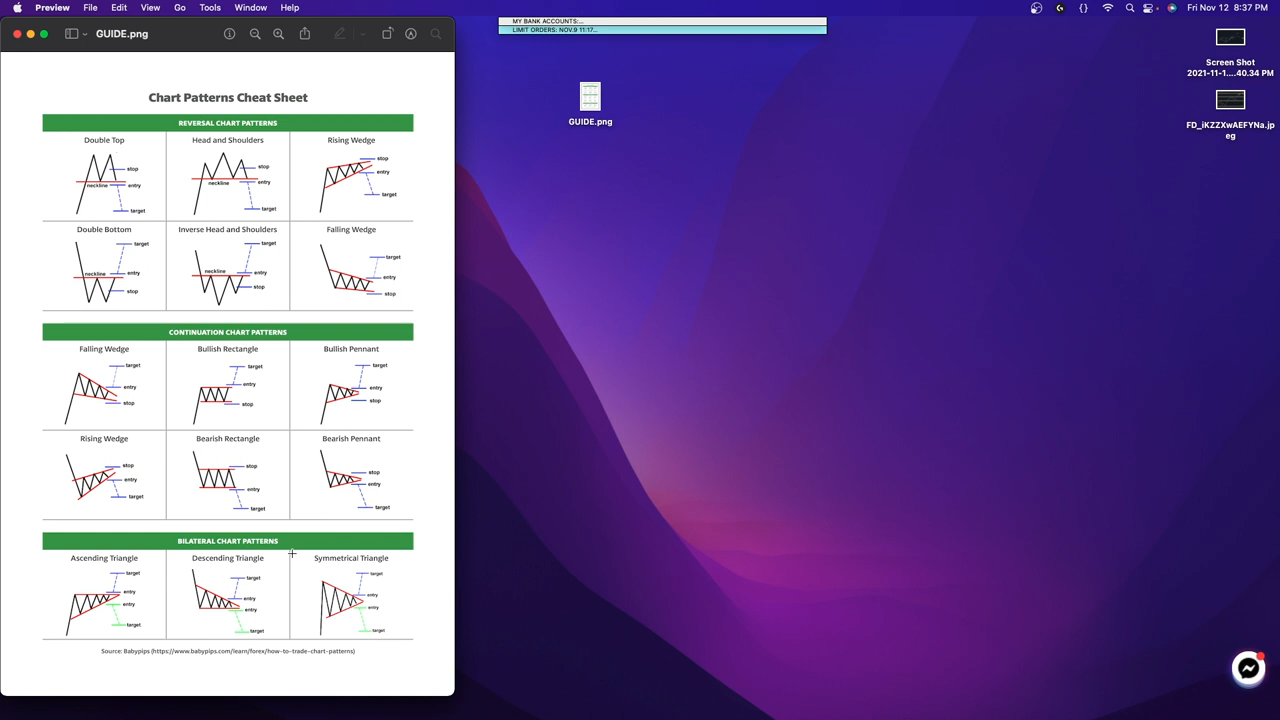 Preview File Edit View Go Tools Window Help Fri Nov 12 8:37 PM
GUIDE.png
MY BANK ACCOUNTS:...
LIMIT ORDERS: NOV.9 11:17...
GUIDE.png
Screen Shot
2021-11-1....40.34 PM
FD_iKZZXwAEFYNa.jp
eg
Chart Patterns Cheat Sheet
REVERSAL CHART PATTERNS
Double Top Head and Shoulders Rising Wedge
stop neckline entry target
stop neckline entry target
stop entry target
Double Bottom Inverse Head and Shoulders Falling Wedge
target neckline entry stop
target neckline entry stop
target entry stop
CONTINUATION CHART PATTERNS
Falling Wedge Bullish Rectangle Bullish Pennant
target entry stop
target entry stop
target entry stop
Rising Wedge Bearish Rectangle Bearish Pennant
stop entry target
stop entry target
stop entry target
BILATERAL CHART PATTERNS
Ascending Triangle Descending Triangle Symmetrical Triangle
target entry entry target
target entry entry target
target entry entry target
Source: Babypips (https://www.babypips.com/learn/forex/how-to-trade-chart-patterns)